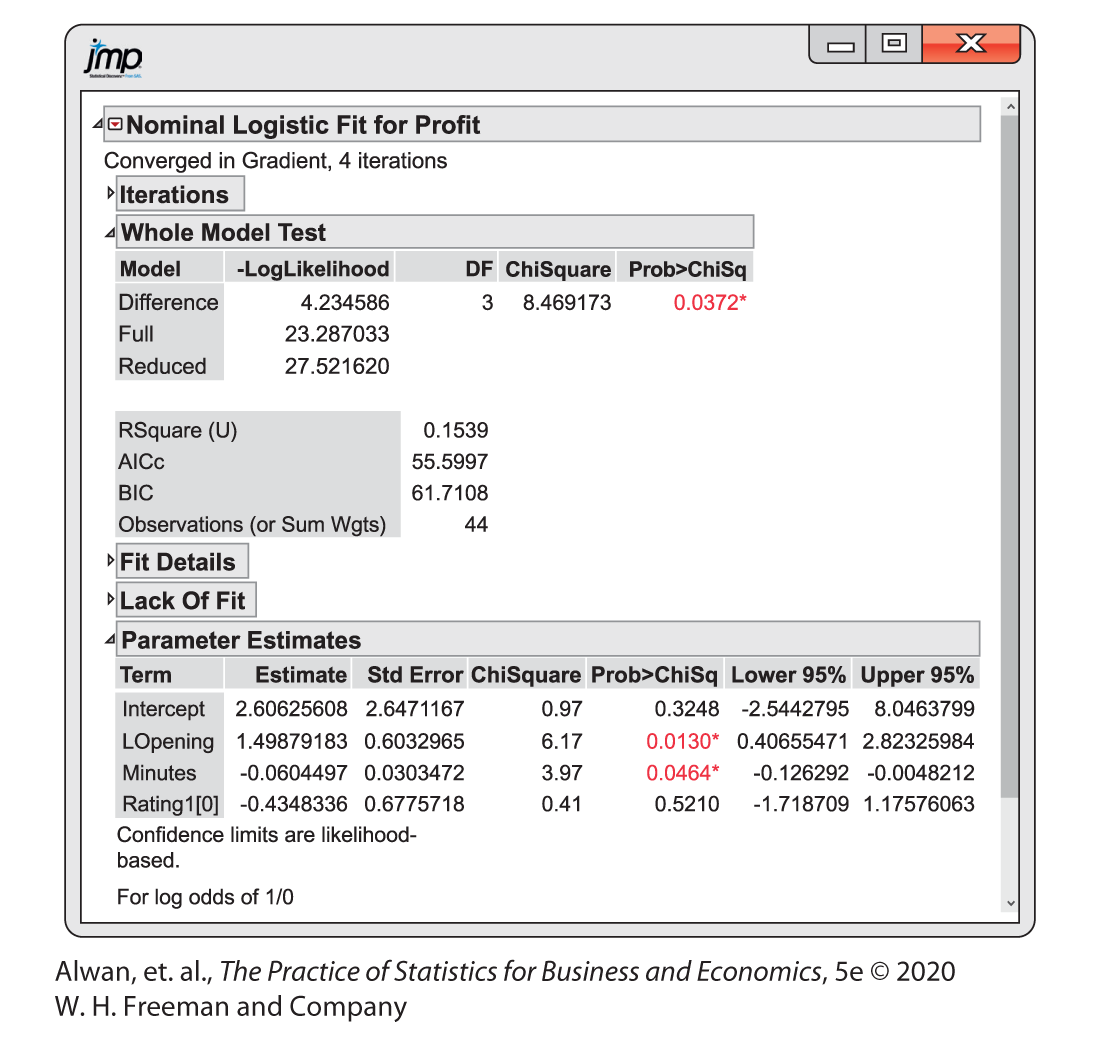 jmp
Statistical Discovery.™ From SAS.
Nominal Logistic Fit for Profit
Converged in Gradient, 4 iterations
Iterations
Whole Model Test
Model -LogLikelihood DF ChiSquare Prob>ChiSq
Difference 4.234586 3 8.469173 0.0372*
Full 23.287033
Reduced 27.521620
RSquare (U) 0.1539
AICc 55.5997
BIC 61.7108
Observations (or Sum Wgts) 44
Fit Details
Lack Of Fit
Parameter Estimates
Term Estimate Std Error ChiSquare Prob>ChiSq Lower 95% Upper 95%
Intercept 2.60625608 2.6471167 0.97 0.3248 -2.5442795 8.0463799
LOpening 1.49879183 0.6032965 6.17 0.0130* 0.40655471 2.82325984
Minutes -0.0604497 0.0303472 3.97 0.0464* -0.126292 -0.0048212
Rating1[0] -0.4348336 0.6775718 0.41 0.5210 -1.718709 1.17576063
Confidence limits are likelihood-
based.
For log odds of 1/0
Alwan, et. al., The Practice of Statistics for Business and Economics, 5e © 2020
W. H. Freeman and Company